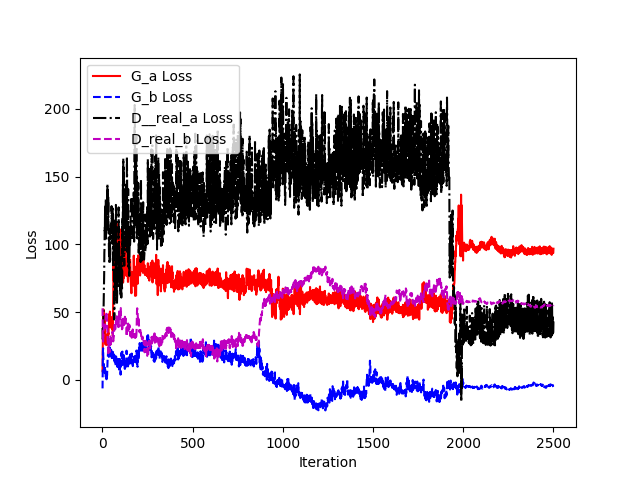 G_a Loss
G_b Loss
D__real_a Loss
D_real_b Loss
200
150
100
50
0
Loss
0 500 1000 1500 2000 2500
Iteration